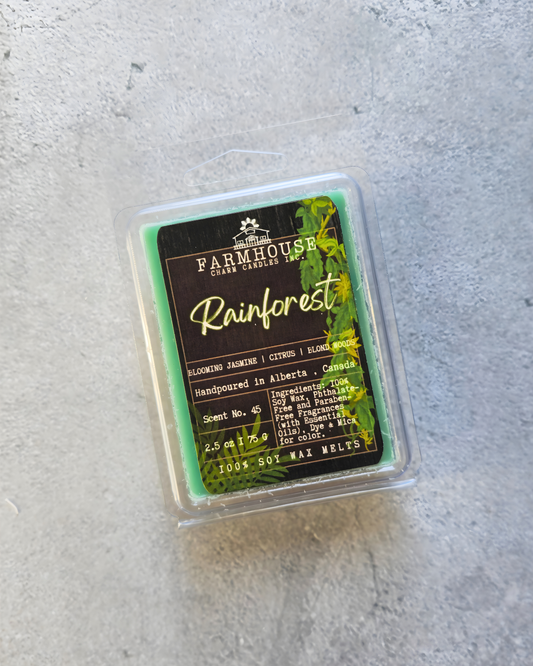 FARMHOUSE
CHARM CANDLES INC.
Rainforest
BLOOMING JASMINE | CITRUS | BLOND WOODS
Handpoured in Alberta . Canada
Scent No. 45
2.5 oz I 75 G
Ingredients: 100%
Soy Wax, Phthalate-
Free and Paraben-
Free Fragrances
(with Essential
Oils), Dye & Mica
for color.
100% SOY WAX MELTS